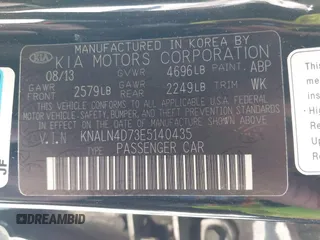 MANUFACTURED IN KOREA BY
KIA KIA MOTORS CORPORATION
08/13 GVWR 4696LB PAINT: ABP
GAWR FRONT 2579LB GAWR REAR 2249LB TRIM WK
THIS VEHICLE CONFORMS TO ALL APPLICABLE U.S.A. FEDERAL
MOTOR VEHICLE SAFETY, BUMPER, AND THEFT PREVENTION
STANDARDS IN EFFECT ON THE DATE OF MANUFACTURE SHOWN ABOVE.
V.I.N KNALN4D73E5140435
PASSENGER CAR
DREAMBID